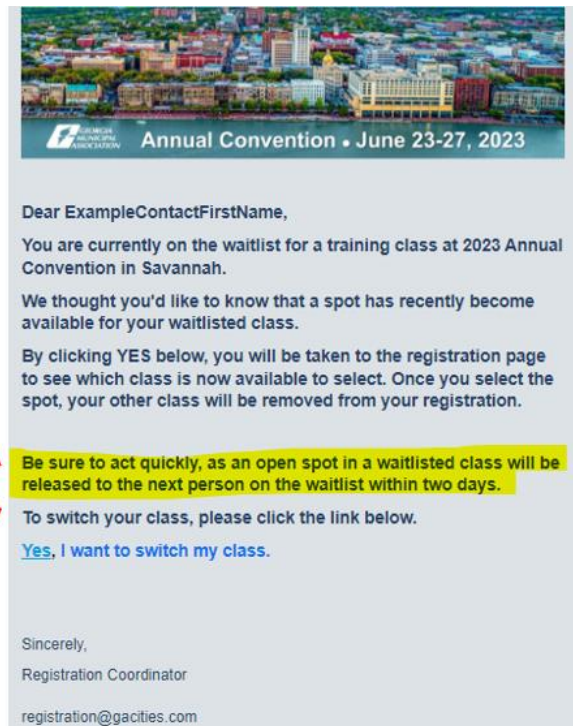 GEORGIA
MUNICIPAL
ASSOCIATION
Annual Convention • June 23-27, 2023
Dear ExampleContactFirstName,
You are currently on the waitlist for a training class at 2023 Annual
Convention in Savannah.
We thought you'd like to know that a spot has recently become
available for your waitlisted class.
By clicking YES below, you will be taken to the registration page
to see which class is now available to select. Once you select the
spot, your other class will be removed from your registration.
Be sure to act quickly, as an open spot in a waitlisted class will be
released to the next person on the waitlist within two days.
To switch your class, please click the link below.
Yes, I want to switch my class.
Sincerely,
Registration Coordinator
registration@gacities.com